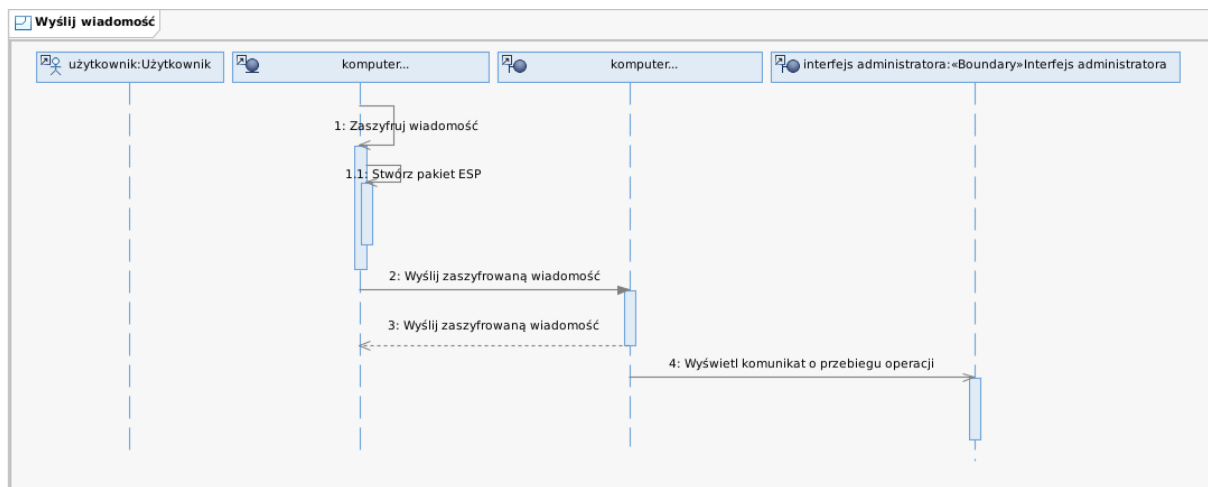 Wyślij wiadomość
użytkownik:Użytkownik
komputer...
komputer...
interfejs administratora:«Boundary»Interfejs administratora
1: Zaszyfruj wiadomość
1.1: Stwórz pakiet ESP
2: Wyślij zaszyfrowaną wiadomość
3: Wyślij zaszyfrowaną wiadomość
4: Wyświetl komunikat o przebiegu operacji